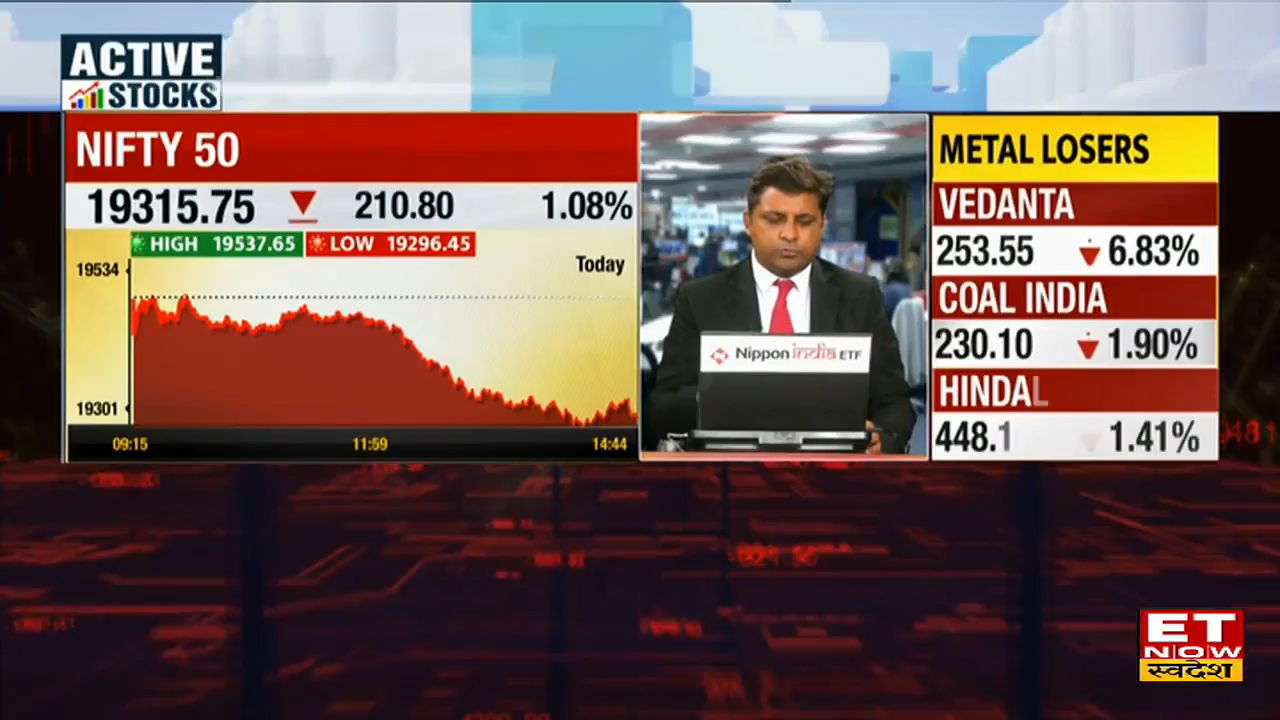 ACTIVE
STOCKS
NIFTY 50
19315.75 ▼ 210.80 1.08%
HIGH 19537.65 LOW 19296.45
Today
19534
19301
09:15 11:59 14:44
Nippon india ETF
METAL LOSERS
VEDANTA
253.55 ▼ 6.83%
COAL INDIA
230.10 ▼ 1.90%
HINDAL
448.1 1.41%
ET
NOW
स्वदेश